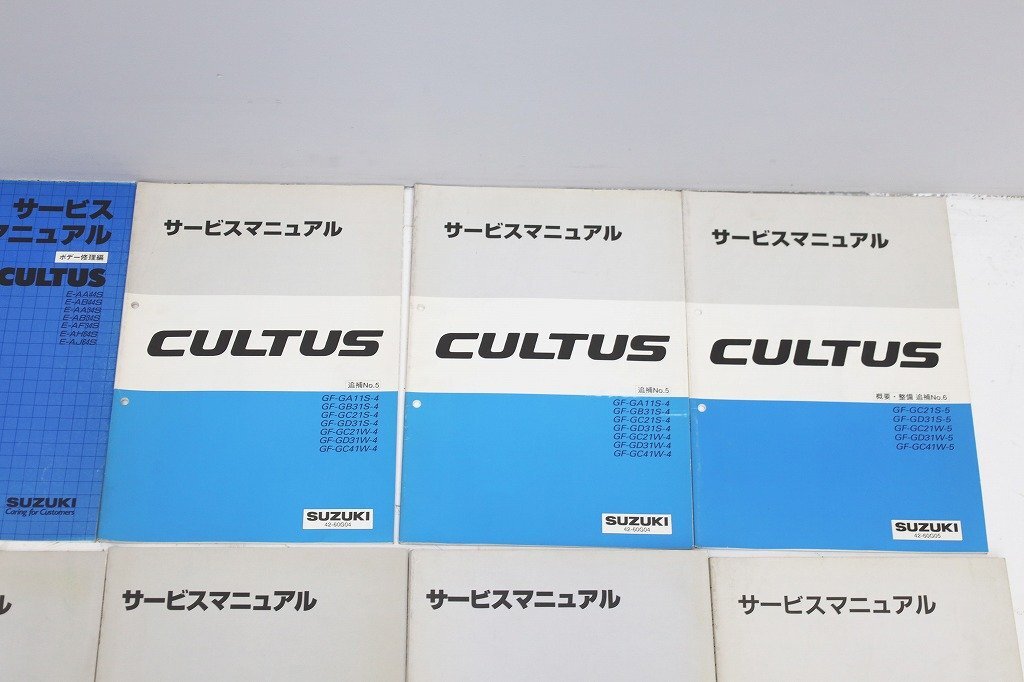 サービス
マニュアル
ボデー修理編
CULTUS
E-AA44S
E-AB44S
E-AA34S
E-AB34S
E-AF34S
E-AH64S
E-AJ64S
SUZUKI
Caring for Customers
サービスマニュアル
CULTUS
追補No.5
GF-GA11S-4
GF-GB31S-4
GF-GC21S-4
GF-GD31S-4
GF-GC21W-4
GF-GD31W-4
GF-GC41W-4
SUZUKI
42-60G04
サービスマニュアル
CULTUS
追補No.5
GF-GA11S-4
GF-GB31S-4
GF-GC21S-4
GF-GD31S-4
GF-GC21W-4
GF-GD31W-4
GF-GC41W-4
SUZUKI
42-60G04
サービスマニュアル
CULTUS
概要・整備 追補No.6
GF-GC21S-5
GF-GD31S-5
GF-GC21W-5
GF-GD31W-5
GF-GC41W-5
SUZUKI
42-60G05
ル
サービスマニュアル
サービスマニュアル
サービスマニュアル